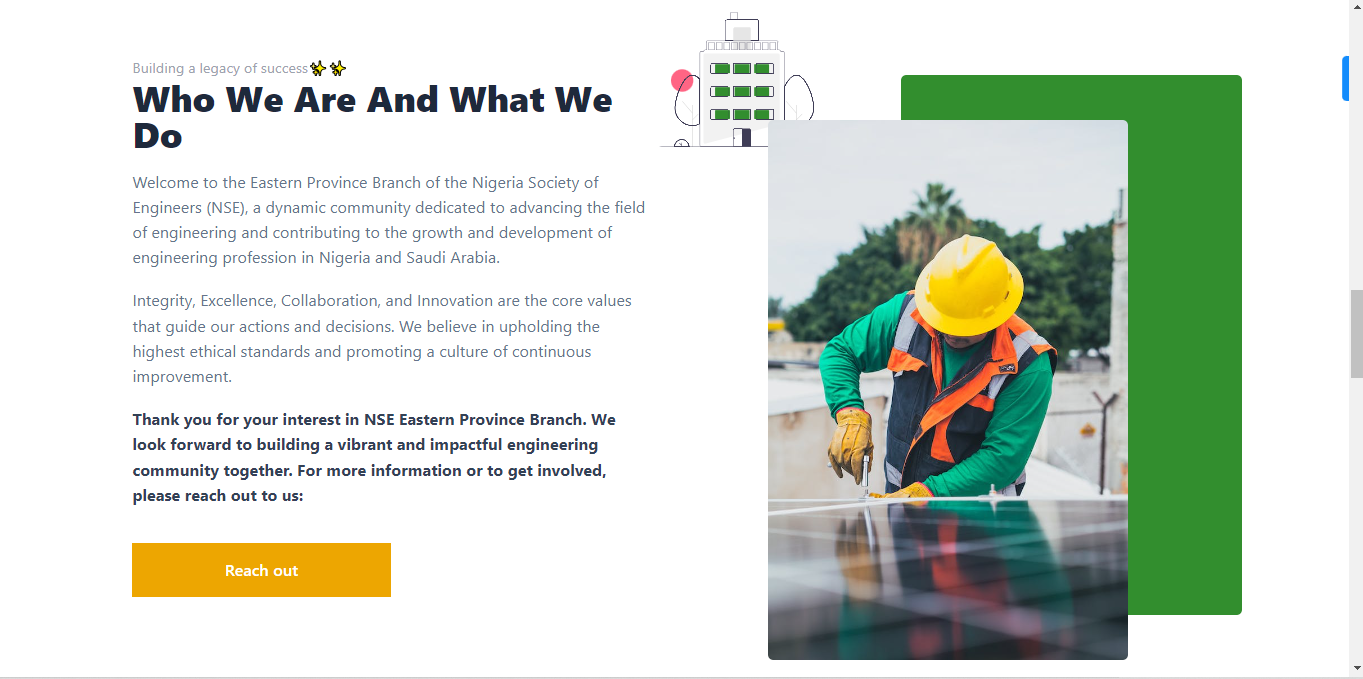 Building a legacy of success✨✨
Who We Are And What We
Do
Welcome to the Eastern Province Branch of the Nigeria Society of
Engineers (NSE), a dynamic community dedicated to advancing the field
of engineering and contributing to the growth and development of
engineering profession in Nigeria and Saudi Arabia.
Integrity, Excellence, Collaboration, and Innovation are the core values
that guide our actions and decisions. We believe in upholding the
highest ethical standards and promoting a culture of continuous
improvement.
Thank you for your interest in NSE Eastern Province Branch. We
look forward to building a vibrant and impactful engineering
community together. For more information or to get involved,
please reach out to us:
Reach out